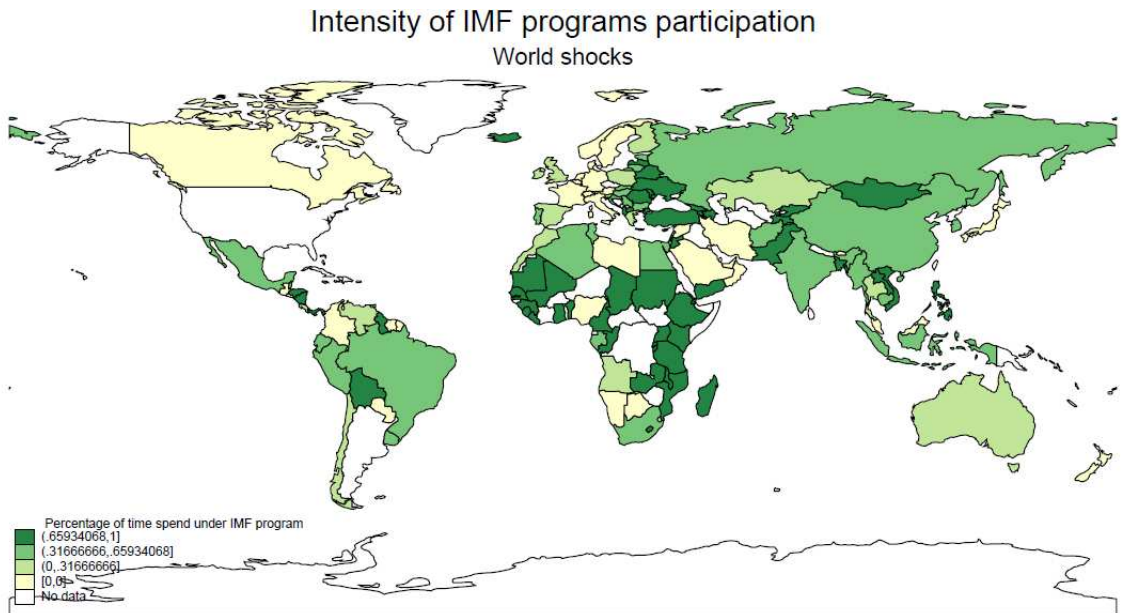 Intensity of IMF programs participation
World shocks
Percentage of time spend under IMF program
(.65934068,1]
(.31666666,.65934068]
(0,.31666666]
[0,0]
No data